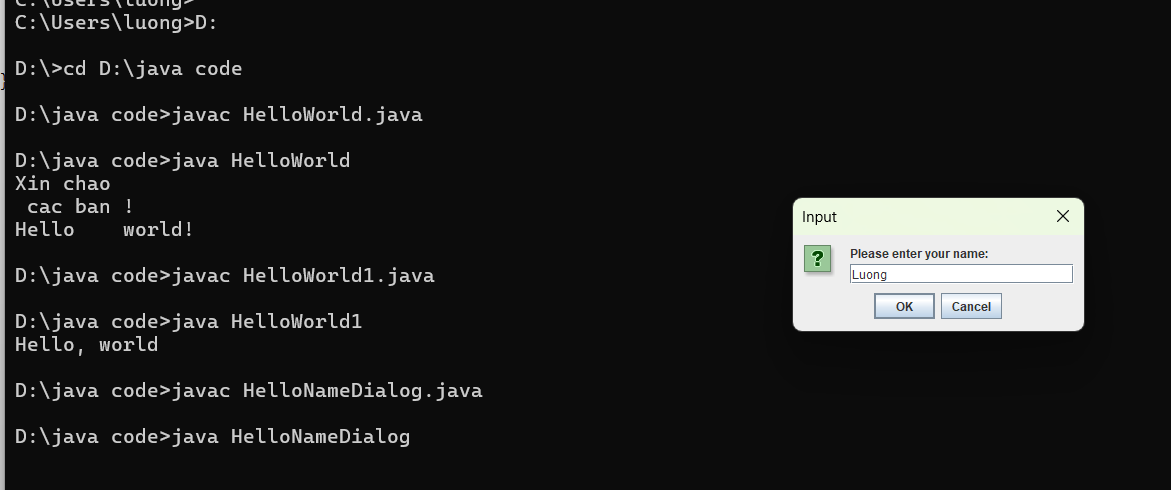 C:\Users\luong>
C:\Users\luong>D:
D:\>cd D:\java code
D:\java code>javac HelloWorld.java
D:\java code>java HelloWorld
Xin chao
 cac ban !
Hello    world!
D:\java code>javac HelloWorld1.java
D:\java code>java HelloWorld1
Hello, world
D:\java code>javac HelloNameDialog.java
D:\java code>java HelloNameDialog
}
Input
?
Please enter your name:
Luong
OK
Cancel